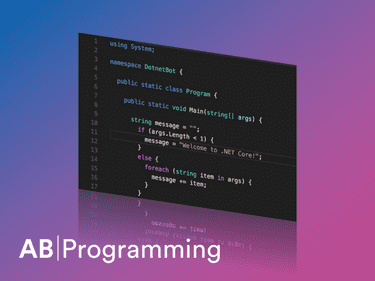 1 using System;
2
3 namespace DotnetBot {
4
5 public static class Program {
6
7
8 public static void Main(string[] args) {
9
10 string message = "";
11 if (args.Length < 1) {
12 message = "Welcome to .NET Core!";
13 }
14 else {
15 foreach (string item in args) {
16 message += item;
17 }
}
AB|Programming